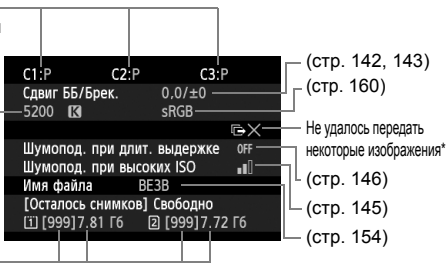 C1:P C2:P C3:P
(стр. 142, 143)
Сдвиг ББ/Брек. 0,0/±0
(стр. 160)
5200 K sRGB
Не удалось передать
некоторые изображения*
Шумопод. при длит. выдержке OFF
(стр. 146)
Шумопод. при высоких ISO
(стр. 145)
Имя файла BE3B
(стр. 154)
[Осталось снимков] Свободно
1 [999]7.81 Гб 2 [999]7.72 Гб